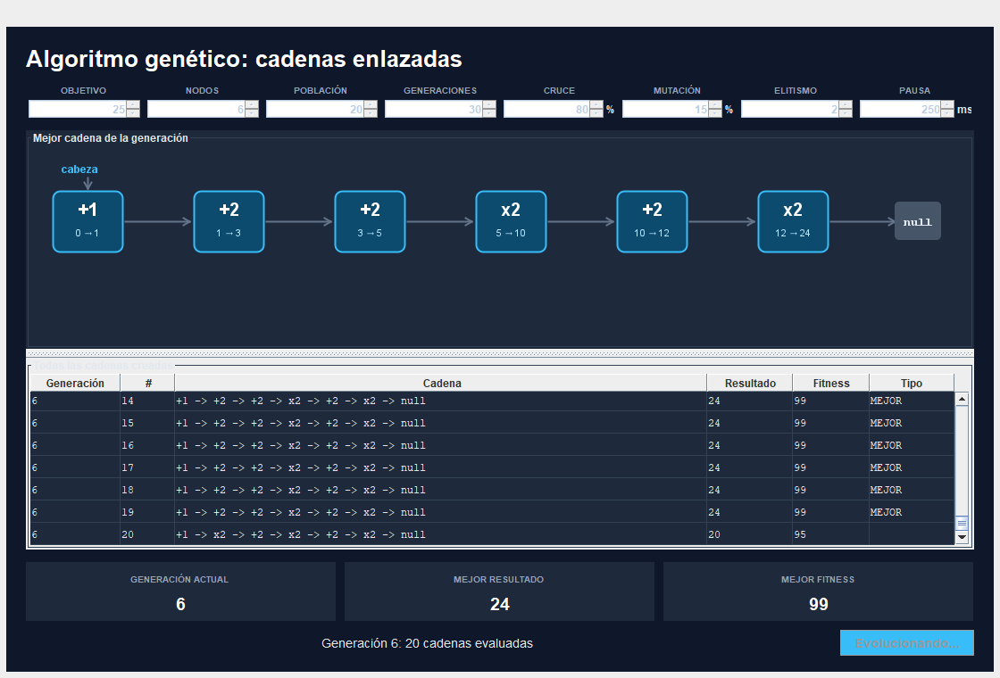 Algoritmo genético: cadenas enlazadas
OBJETIVO NODOS POBLACIÓN GENERACIONES CRUCE MUTACIÓN ELITISMO PAUSA
25 6 20 30 80 % 15 % 2 250 ms
Mejor cadena de la generación
cabeza
+1 +2 +2 x2 +2 x2 null
0→1 1→3 3→5 5→10 10→12 12→24
Todas las cadenas creadas
Generación # Cadena Resultado Fitness Tipo
6 14 +1 -> +2 -> +2 -> x2 -> +2 -> x2 -> null 24 99 MEJOR
6 15 +1 -> +2 -> +2 -> x2 -> +2 -> x2 -> null 24 99 MEJOR
6 16 +1 -> +2 -> +2 -> x2 -> +2 -> x2 -> null 24 99 MEJOR
6 17 +1 -> +2 -> +2 -> x2 -> +2 -> x2 -> null 24 99 MEJOR
6 18 +1 -> +2 -> +2 -> x2 -> +2 -> x2 -> null 24 99 MEJOR
6 19 +1 -> +2 -> +2 -> x2 -> +2 -> x2 -> null 24 99 MEJOR
6 20 +1 -> x2 -> +2 -> x2 -> +2 -> x2 -> null 20 95
GENERACIÓN ACTUAL MEJOR RESULTADO MEJOR FITNESS
6 24 99
Generación 6: 20 cadenas evaluadas
Evolucionando...